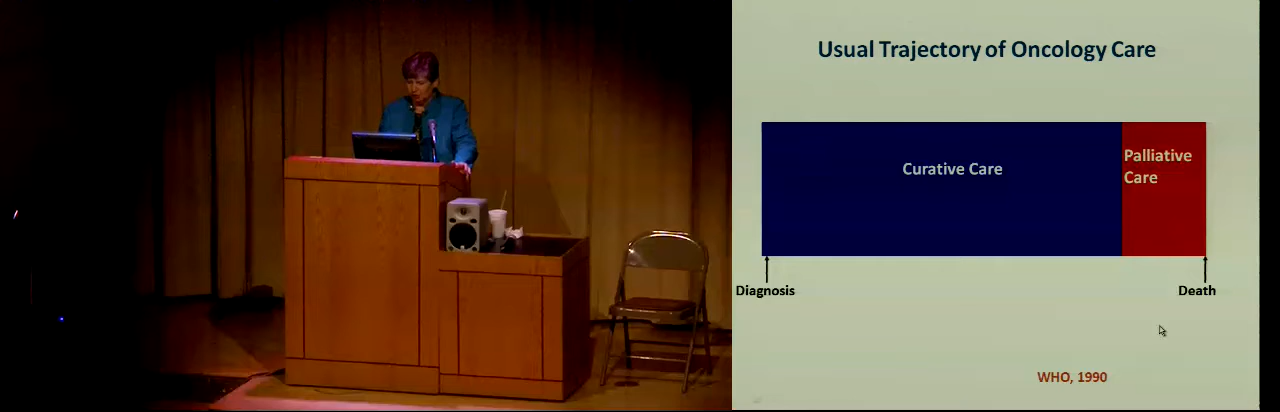 Usual Trajectory of Oncology Care
Curative Care
Palliative
Care
Diagnosis
Death
WHO, 1990